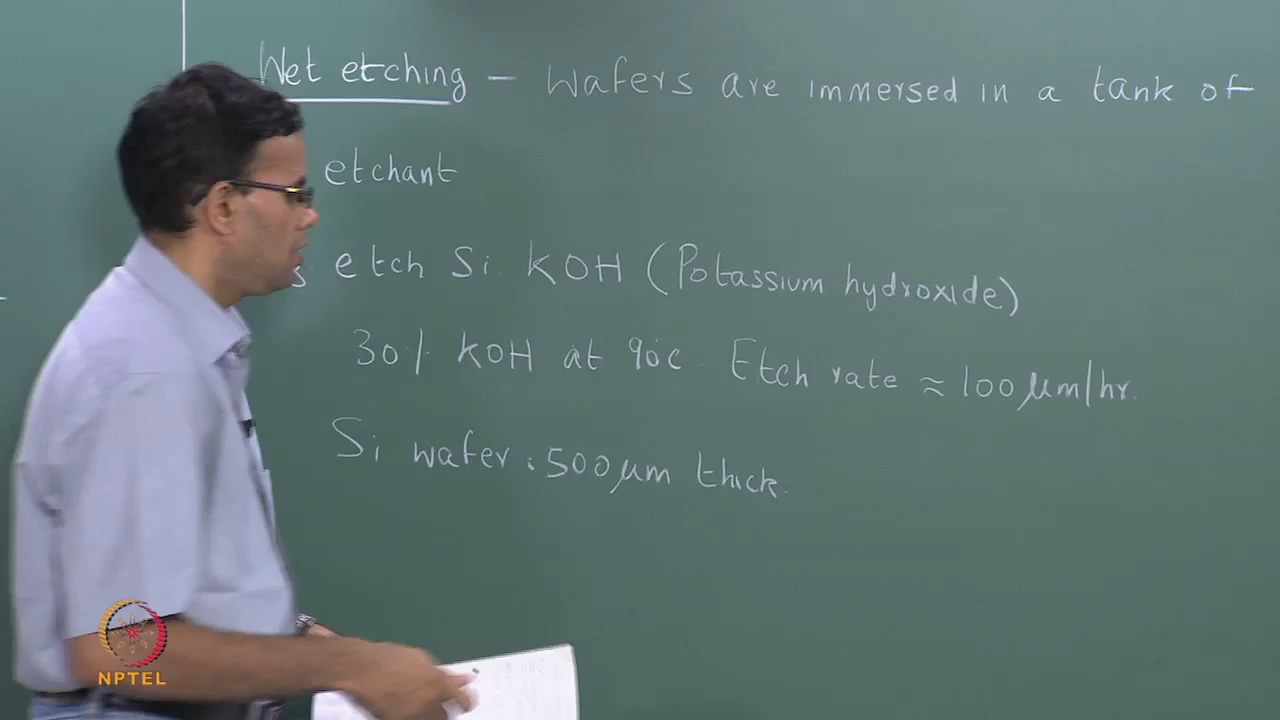 Wet etching - Wafers are immersed in a tank of
etchant
etch Si. KOH (Potassium hydroxide)
30% KOH at 90°C. Etch rate ≈ 100 μm/hr.
Si wafer : 500 μm thick.
NPTEL